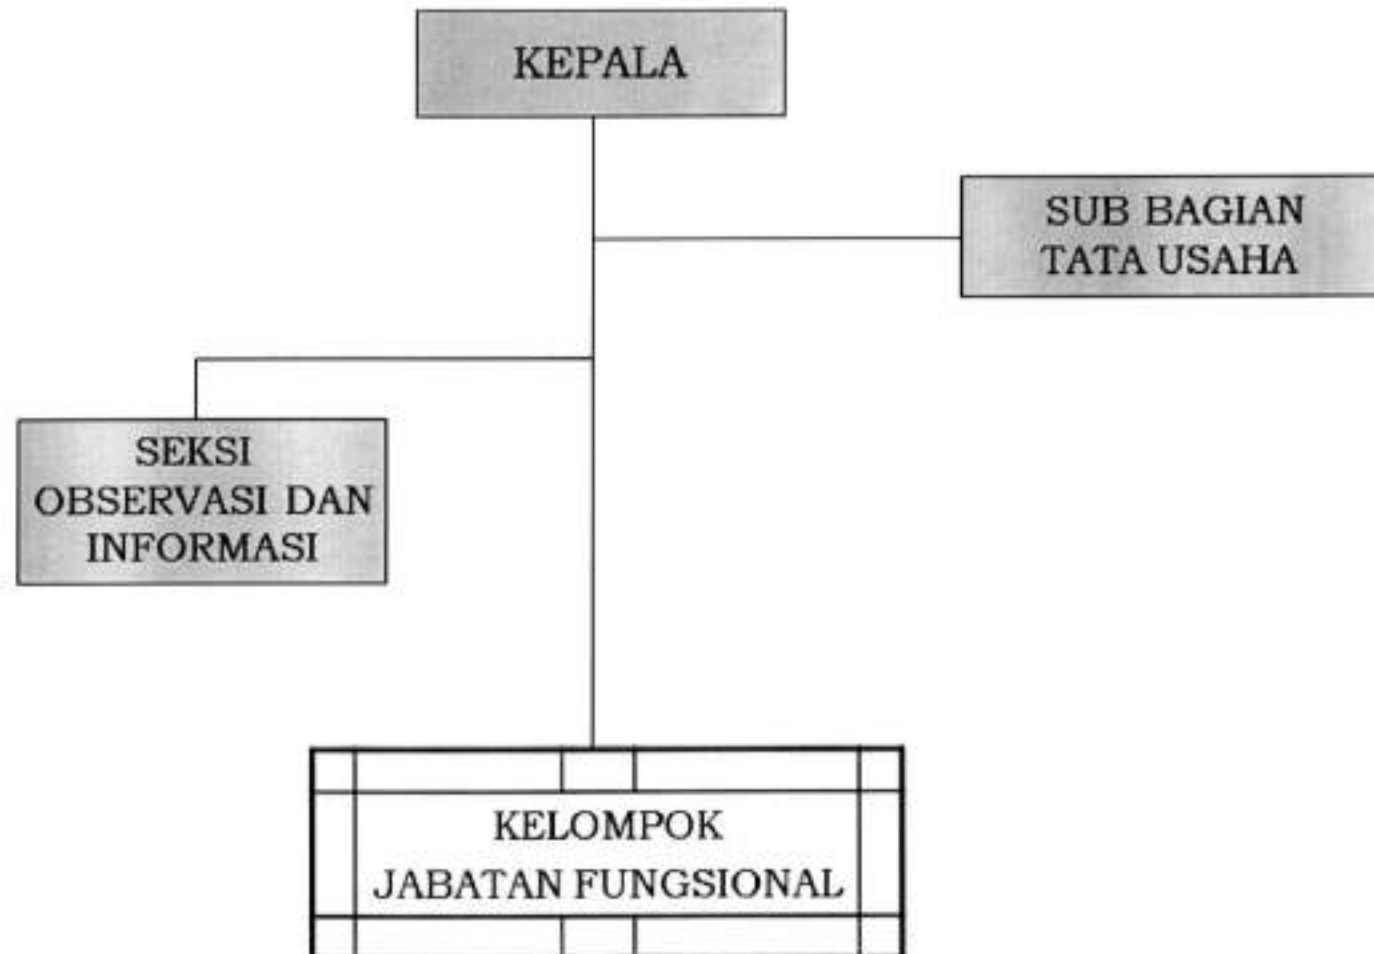 KEPALA
SUB BAGIAN
TATA USAHA
SEKSI
OBSERVASI DAN
INFORMASI
KELOMPOK
JABATAN FUNGSIONAL